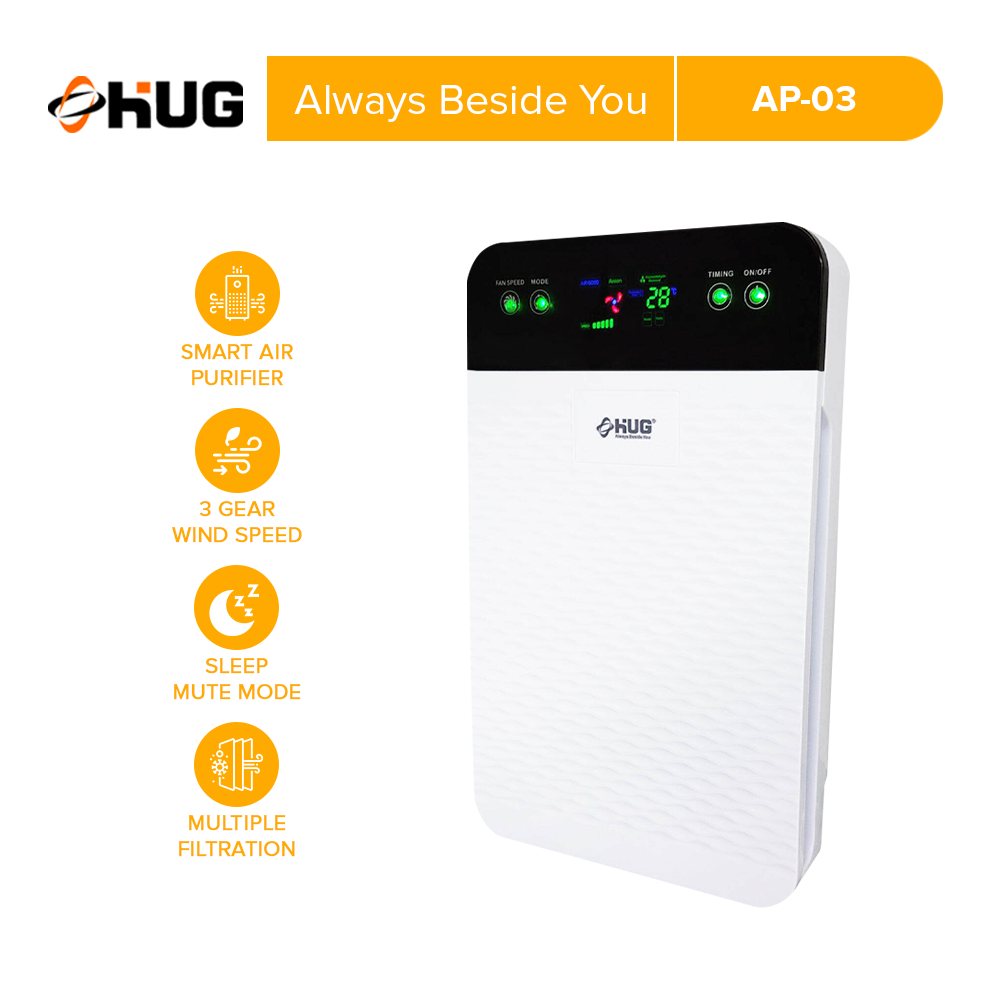 HUG
Always Beside You
AP-03
SMART AIR
PURIFIER
3 GEAR
WIND SPEED
SLEEP
MUTE MODE
MULTIPLE
FILTRATION
FAN SPEED MODE
Anion
28°C
TIMING ON/OFF
HUG®
Always Beside You